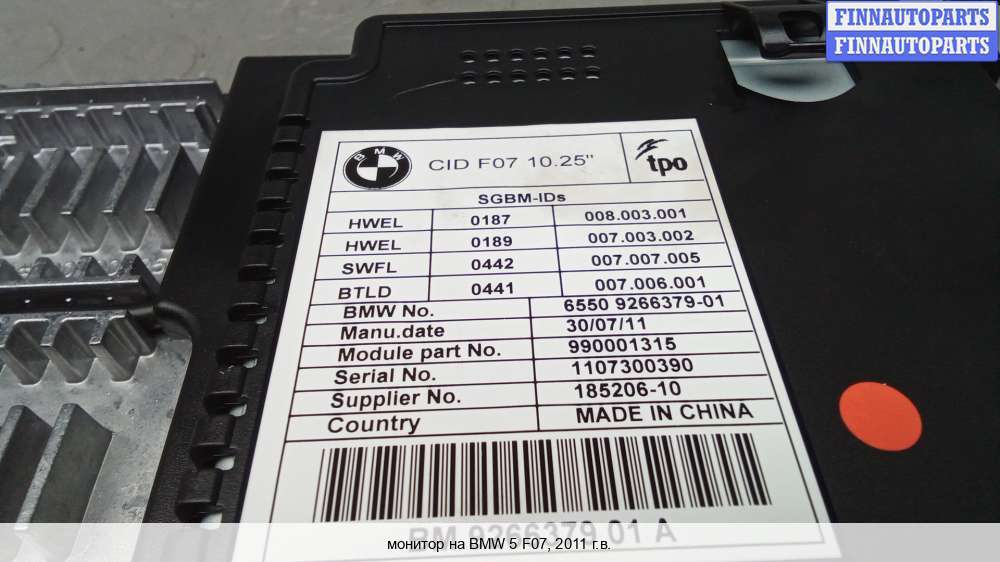 FINNAUTOPARTS
FINNAUTOPARTS
BMW
CID F07 10.25"
tpo
SGBM-IDs
HWEL 0187 008.003.001
HWEL 0189 007.003.002
SWFL 0442 007.007.005
BTLD 0441 007.006.001
BMW No. 6550 9266379-01
Manu.date 30/07/11
Module part No. 990001315
Serial No. 1107300390
Supplier No. 185206-10
Country MADE IN CHINA
BM 9266379 01 A
монитор на BMW 5 F07, 2011 г.в.